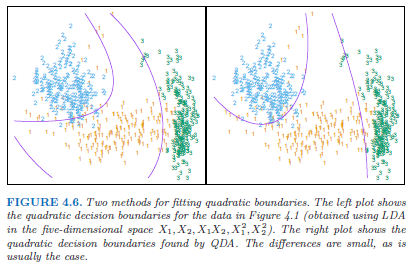 FIGURE 4.6. Two methods for fitting quadratic boundaries. The left plot shows
the quadratic decision boundaries for the data in Figure 4.1 (obtained using LDA
in the five-dimensional space X₁, X₂, X₁X₂, X₁², X₂²). The right plot shows the
quadratic decision boundaries found by QDA. The differences are small, as is
usually the case.